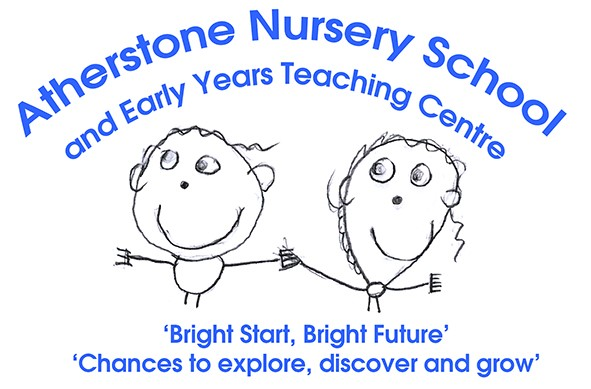 Atherstone Nursery School
and Early Years Teaching Centre
‘Bright Start, Bright Future’
‘Chances to explore, discover and grow’